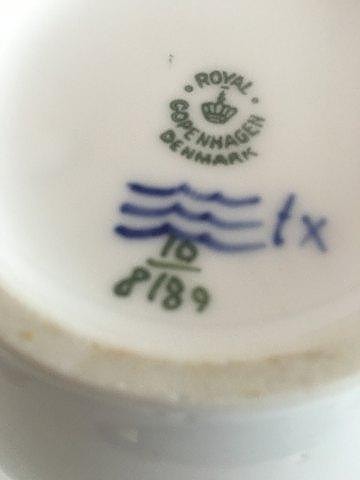 ROYAL
COPENHAGEN
DENMARK
tx
10
8189